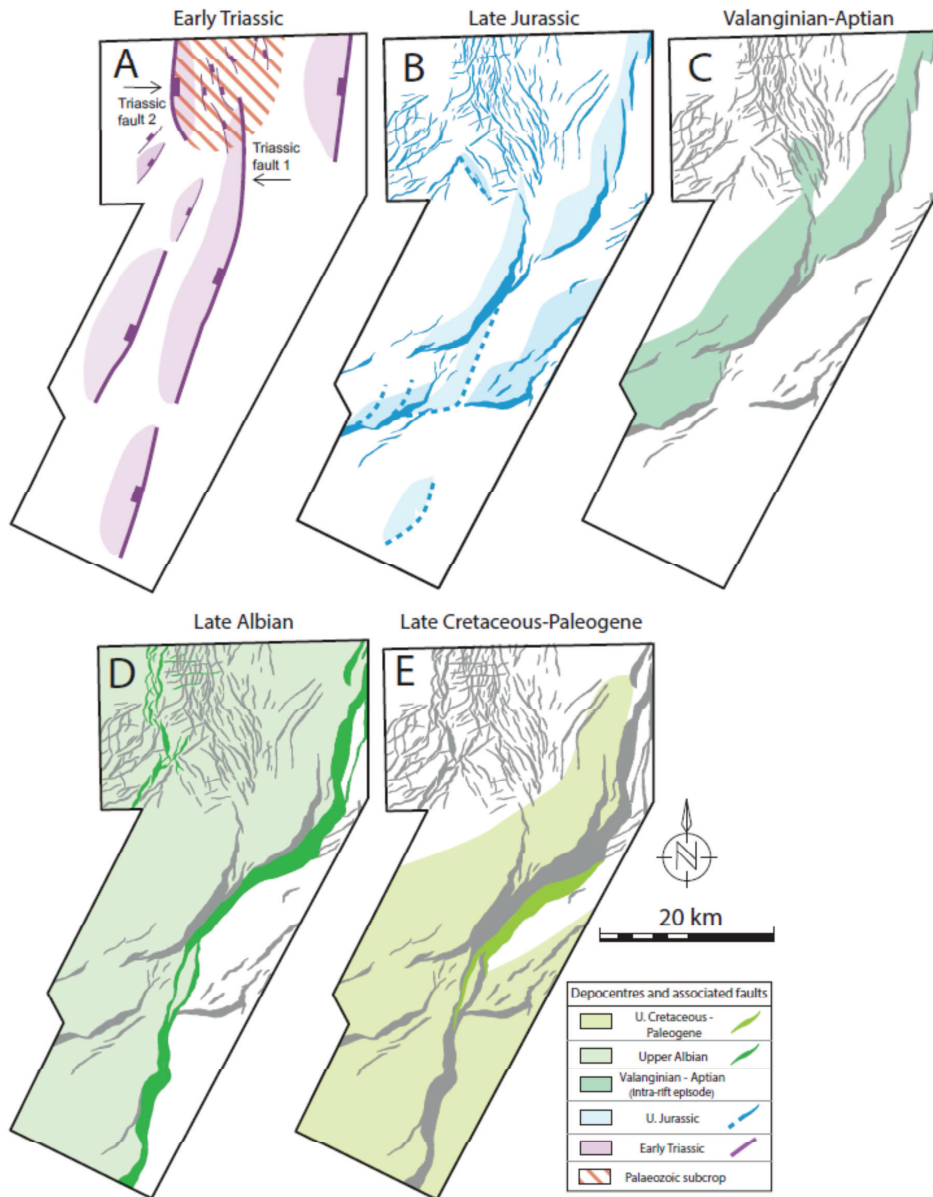 Early Triassic
Late Jurassic
Valanginian-Aptian
A
B
C
Triassic
fault 2
Triassic
fault 1
Late Albian
Late Cretaceous-Paleogene
D
E
N
20 km
Depocentres and associated faults
U. Cretaceous -
Paleogene
Upper Albian
Valanginian - Aptian
(intra-rift episode)
U. Jurassic
Early Triassic
Palaeozoic subcrop